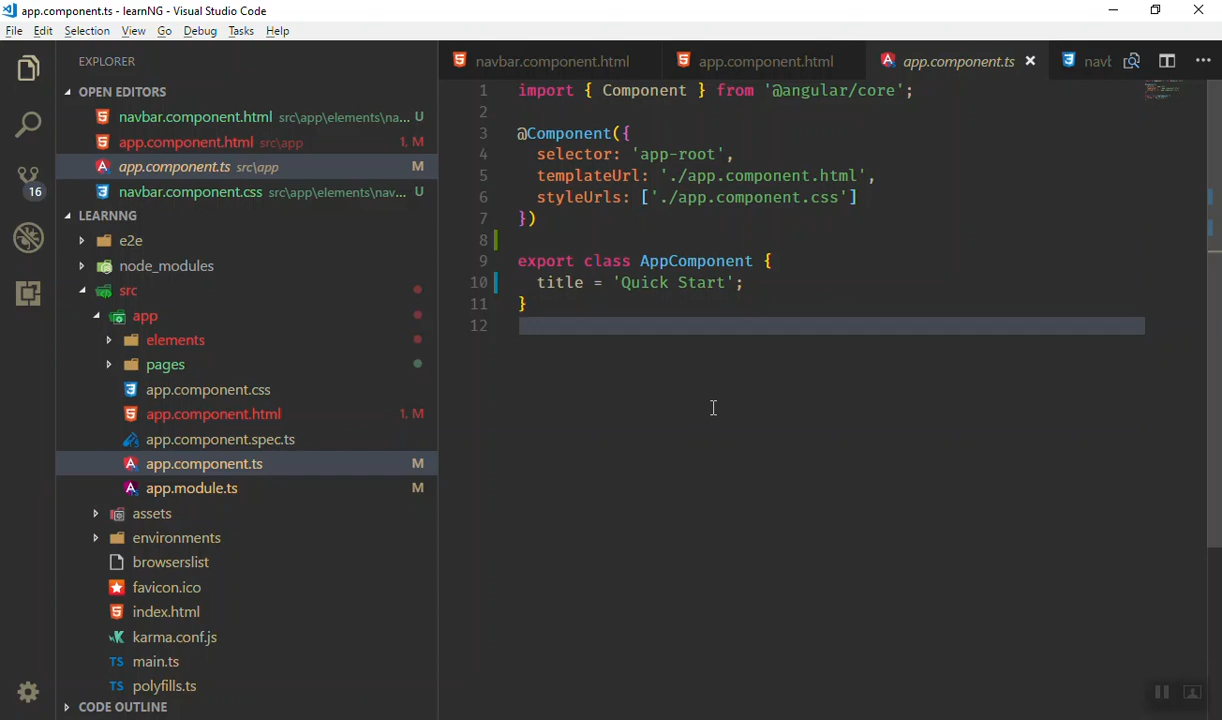 app.component.ts - learnNG - Visual Studio Code
File Edit Selection View Go Debug Tasks Help
EXPLORER
OPEN EDITORS
navbar.component.html src\app\elements\na... U
app.component.html src\app 1, M
app.component.ts src\app M
navbar.component.css src\app\elements\nav... U
LEARNNG
e2e
node_modules
src
app
elements
pages
app.component.css
app.component.html 1, M
app.component.spec.ts
app.component.ts M
app.module.ts M
assets
environments
browserslist
favicon.ico
index.html
karma.conf.js
TS main.ts
TS polyfills.ts
CODE OUTLINE
16
navbar.component.html app.component.html app.component.ts navb
1 import { Component } from '@angular/core';
2
3 @Component({
4 selector: 'app-root',
5 templateUrl: './app.component.html',
6 styleUrls: ['./app.component.css']
7 })
8
9 export class AppComponent {
10 title = 'Quick Start';
11 }
12